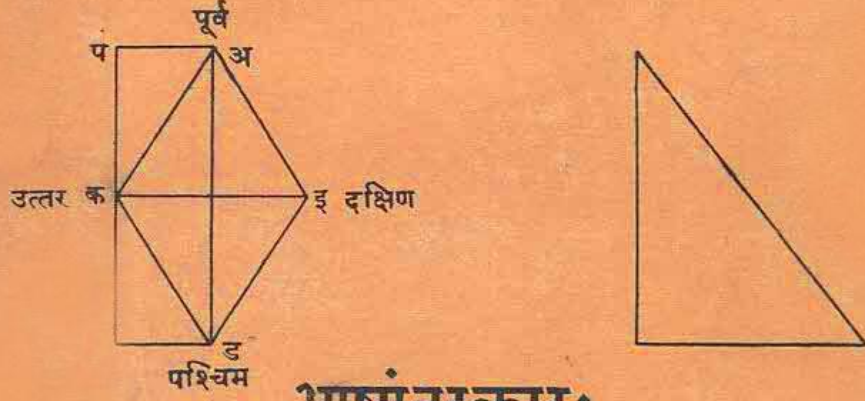 पूर्व
प अ
उत्तर क इ दक्षिण
ड
पश्चिम